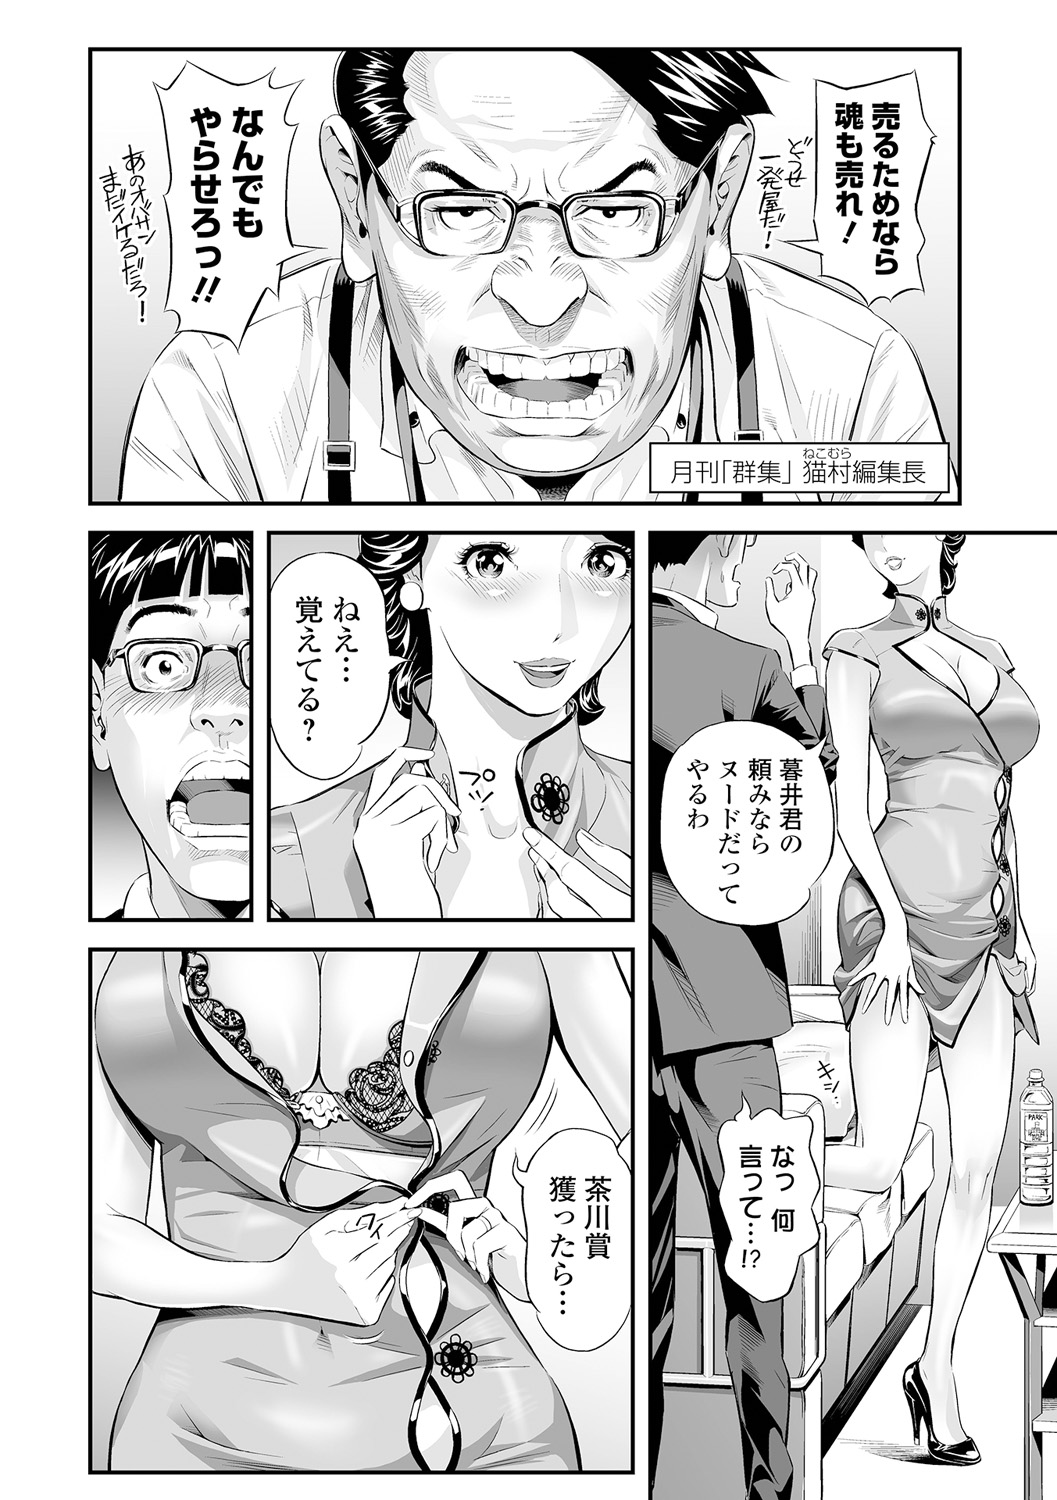 売るためなら
魂も売れ！
どうせ
一発屋だ！
なんでも
やらせろっ!!
あのオッサン
まだイケるだろ！
ねこむら
月刊「群集」 猫村編集長
暮井君の
頼みなら
ヌードだって
やるわ
なっ 何
言って…!?
キシ…
PARK
ねえ…
覚えてる？
プツ
茶川賞
獲ったら…
クイ